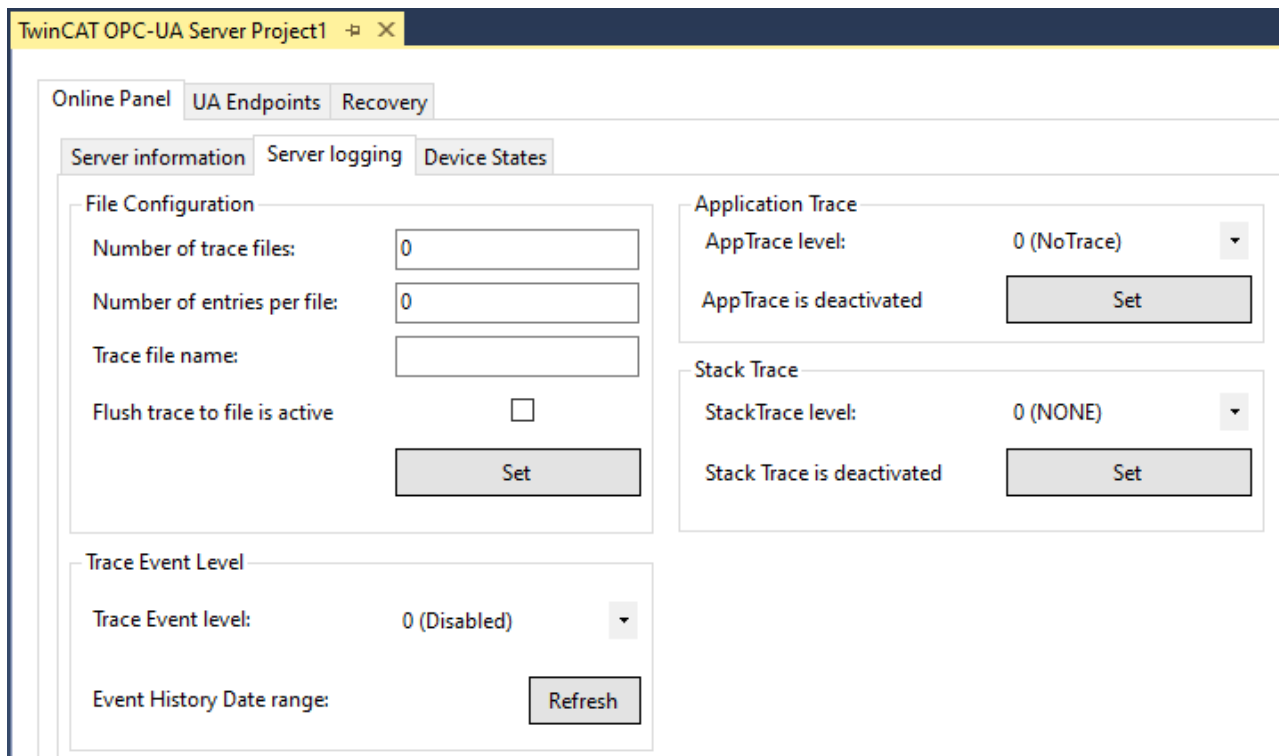 TwinCAT OPC-UA Server Project1
Online Panel UA Endpoints Recovery
Server information Server logging Device States
File Configuration
Number of trace files: 0
Number of entries per file: 0
Trace file name:
Flush trace to file is active
Set
Application Trace
AppTrace level: 0 (NoTrace)
AppTrace is deactivated Set
Stack Trace
StackTrace level: 0 (NONE)
Stack Trace is deactivated Set
Trace Event Level
Trace Event level: 0 (Disabled)
Event History Date range: Refresh